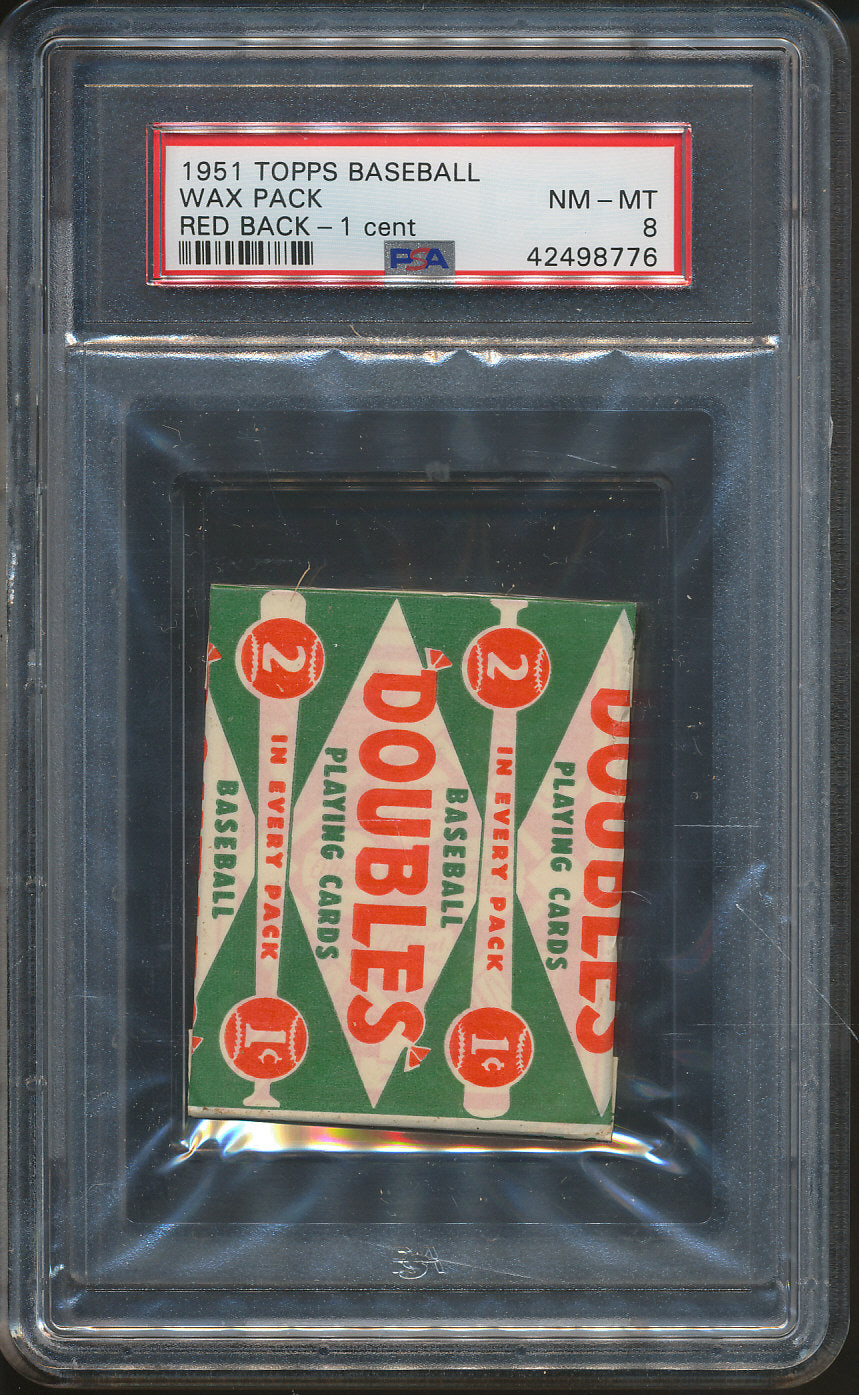 1951 TOPPS BASEBALL
WAX PACK NM - MT
RED BACK - 1 cent 8
PSA 42498776
BASEBALL
2
IN EVERY PACK
1¢
PLAYING CARDS
DOUBLES
BASEBALL
2
IN EVERY PACK
1¢
PLAYING CARDS
DOUBLES